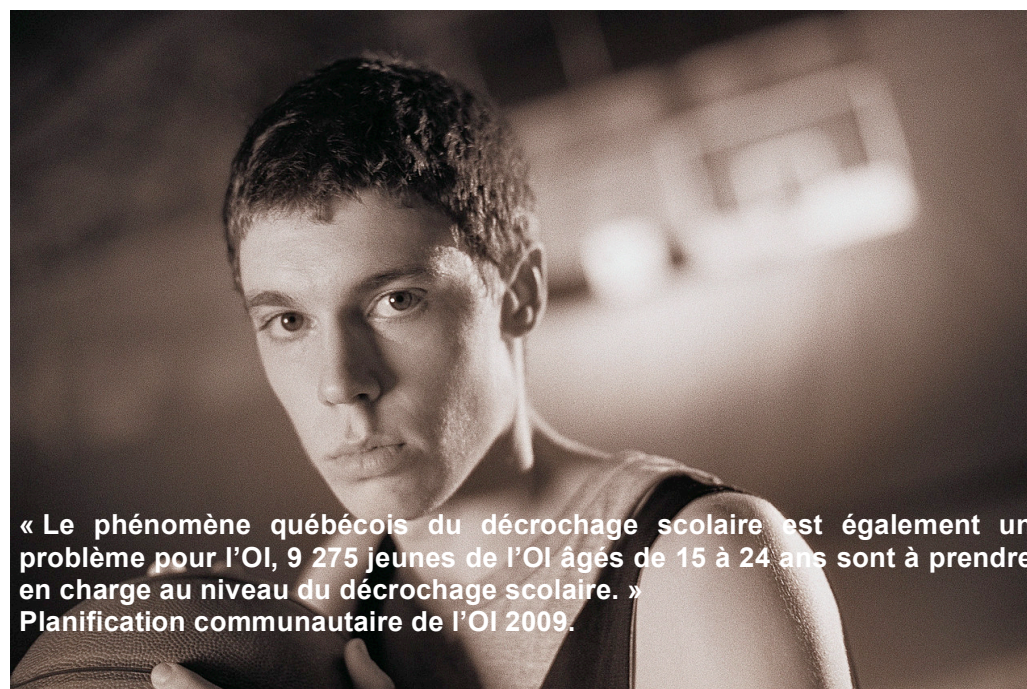 « Le phénomène québécois du décrochage scolaire est également un
problème pour l’OI, 9 275 jeunes de l’OI âgés de 15 à 24 ans sont à prendre
en charge au niveau du décrochage scolaire. »
Planification communautaire de l’OI 2009.